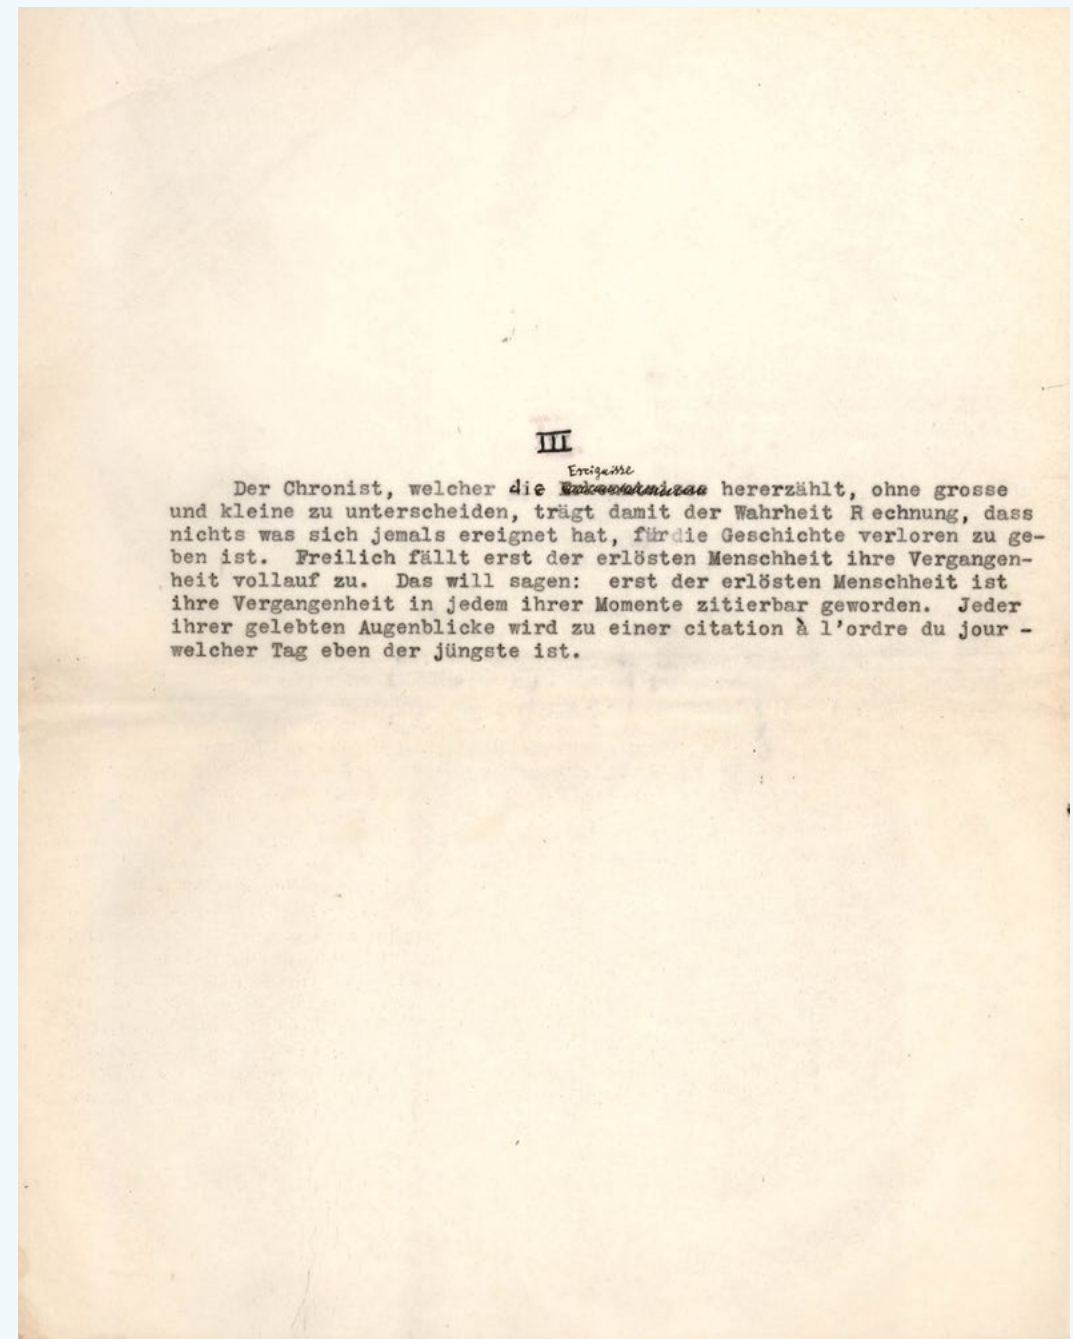 III
Ereignisse
Der Chronist, welcher die hererzählt, ohne grosse
und kleine zu unterscheiden, trägt damit der Wahrheit R echnung, dass
nichts was sich jemals ereignet hat, für die Geschichte verloren zu ge-
ben ist. Freilich fällt erst der erlösten Menschheit ihre Vergangen-
heit vollauf zu. Das will sagen: erst der erlösten Menschheit ist
ihre Vergangenheit in jedem ihrer Momente zitierbar geworden. Jeder
ihrer gelebten Augenblicke wird zu einer citation à l'ordre du jour -
welcher Tag eben der jüngste ist.